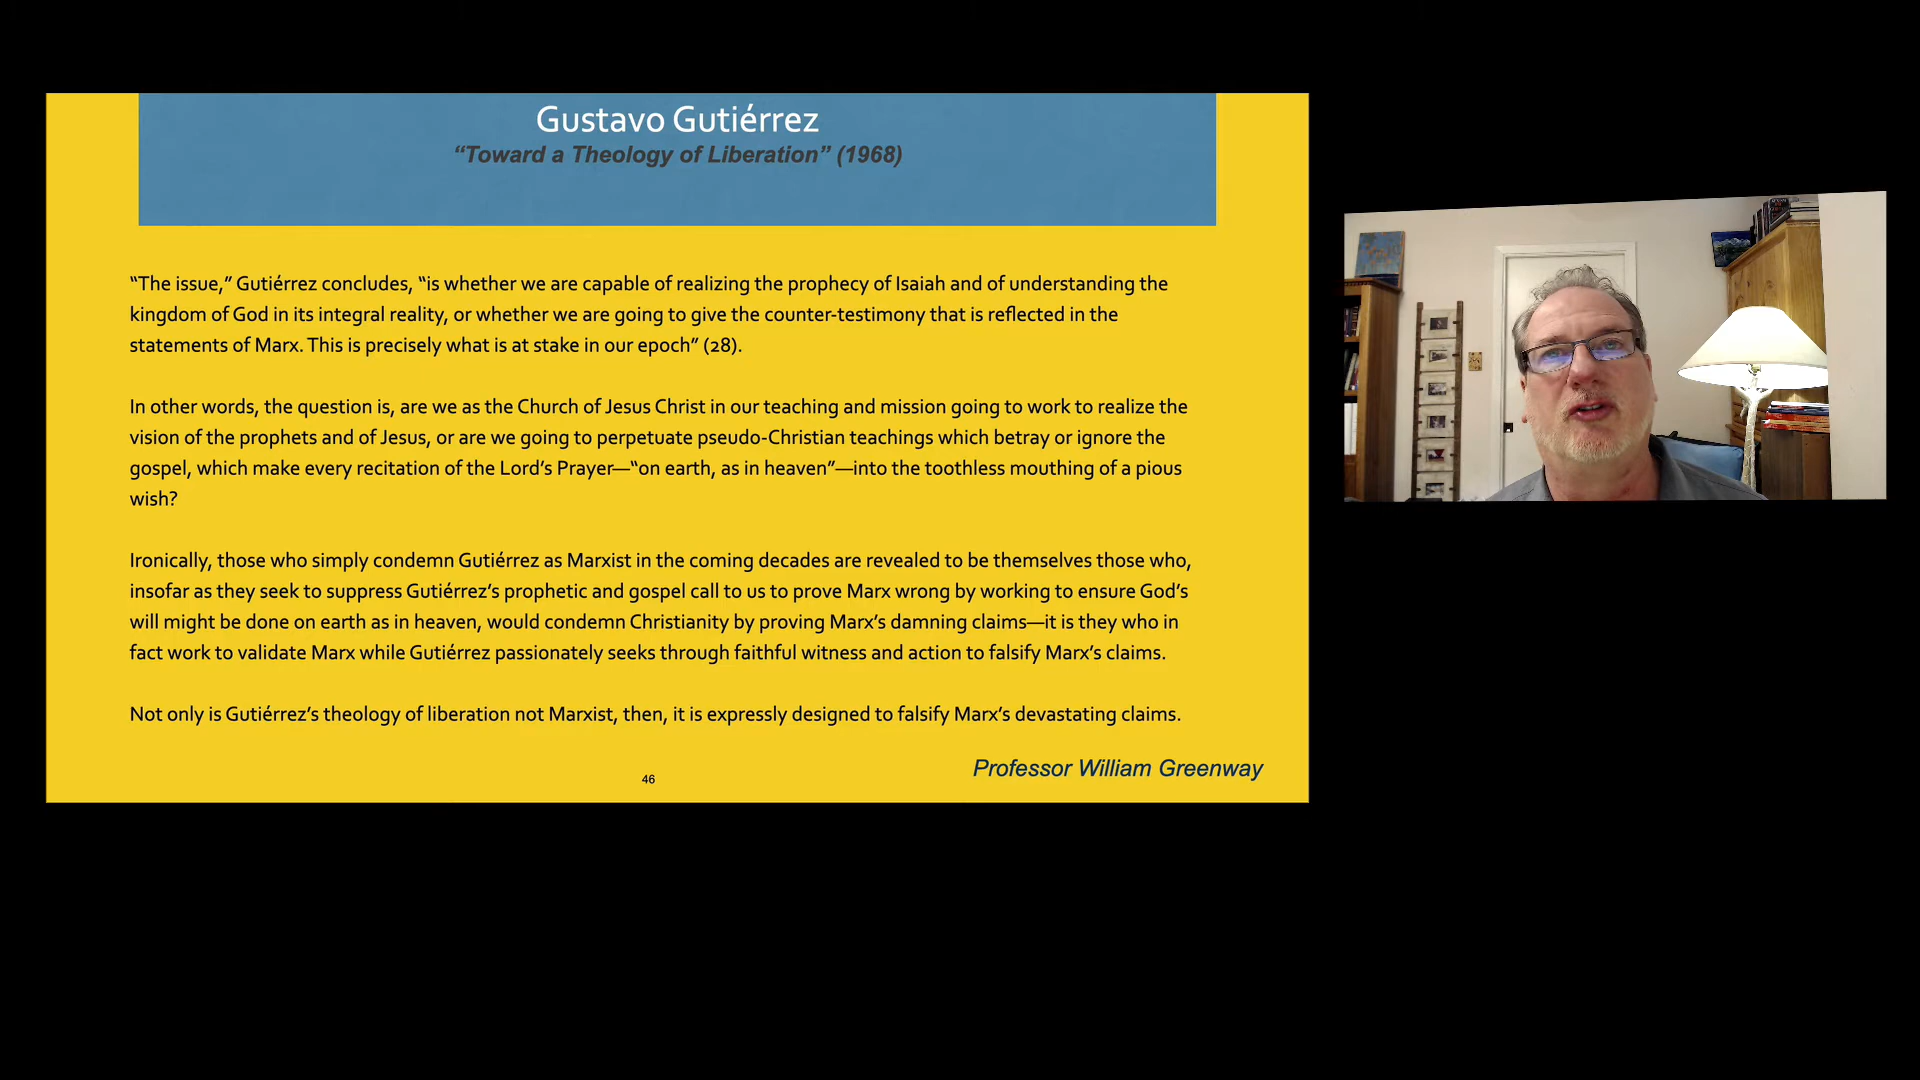 Gustavo Gutiérrez
“Toward a Theology of Liberation” (1968)
“The issue,” Gutiérrez concludes, “is whether we are capable of realizing the prophecy of Isaiah and of understanding the
kingdom of God in its integral reality, or whether we are going to give the counter-testimony that is reflected in the
statements of Marx. This is precisely what is at stake in our epoch” (28).
In other words, the question is, are we as the Church of Jesus Christ in our teaching and mission going to work to realize the
vision of the prophets and of Jesus, or are we going to perpetuate pseudo-Christian teachings which betray or ignore the
gospel, which make every recitation of the Lord’s Prayer—“on earth, as in heaven”—into the toothless mouthing of a pious
wish?
Ironically, those who simply condemn Gutiérrez as Marxist in the coming decades are revealed to be themselves those who,
insofar as they seek to suppress Gutiérrez’s prophetic and gospel call to us to prove Marx wrong by working to ensure God’s
will might be done on earth as in heaven, would condemn Christianity by proving Marx’s damning claims—it is they who in
fact work to validate Marx while Gutiérrez passionately seeks through faithful witness and action to falsify Marx’s claims.
Not only is Gutiérrez’s theology of liberation not Marxist, then, it is expressly designed to falsify Marx’s devastating claims.
Professor William Greenway
46